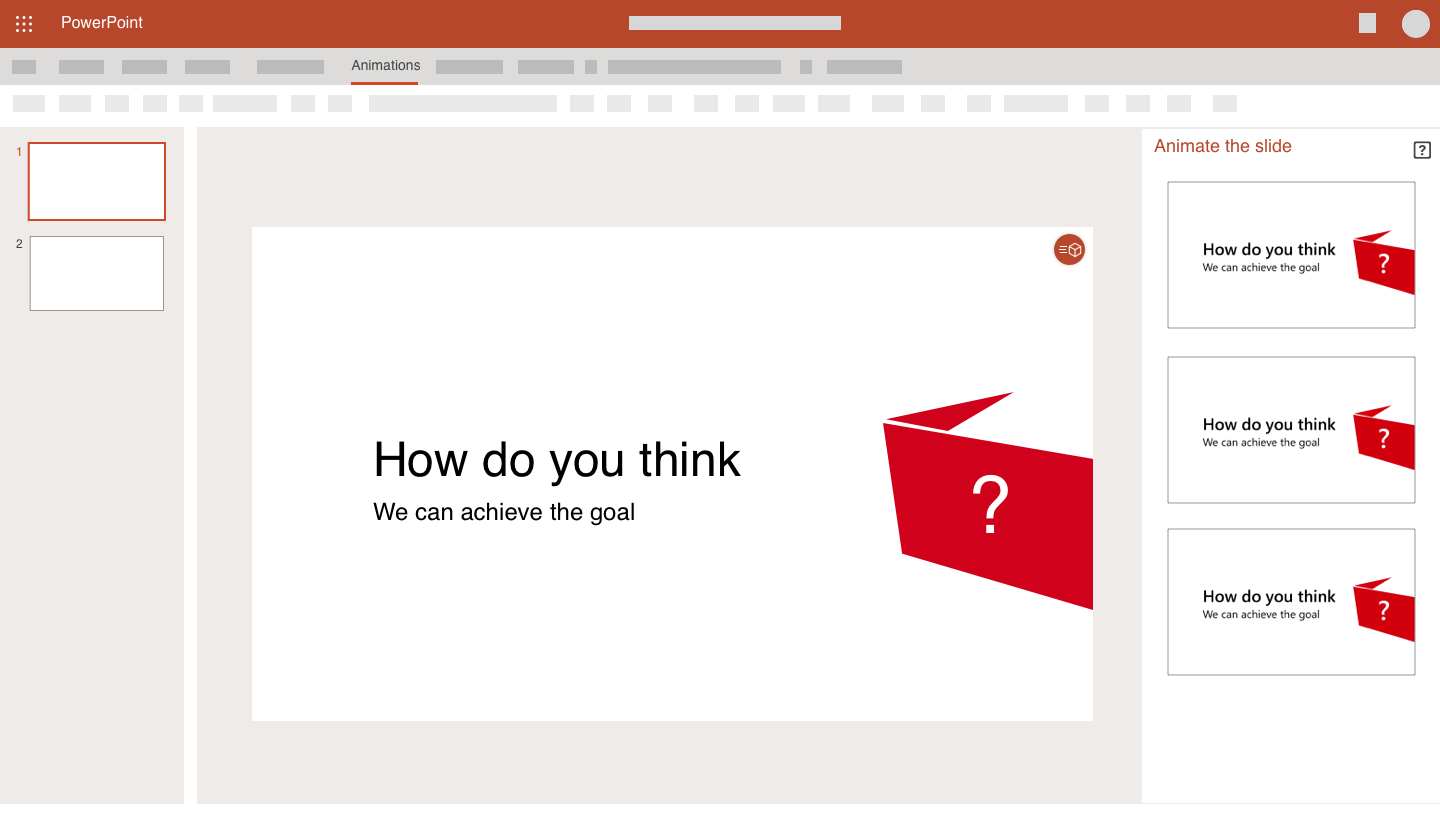 PowerPoint
Animations
1
2
How do you think
We can achieve the goal
?
Animate the slide
?
How do you think
We can achieve the goal
?
How do you think
We can achieve the goal
?
How do you think
We can achieve the goal
?